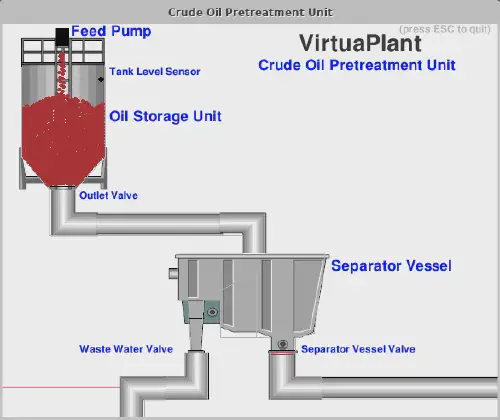 Crude Oil Pretreatment Unit
(press ESC to quit)
Feed Pump
VirtuaPlant
Crude Oil Pretreatment Unit
Tank Level Sensor
Oil Storage Unit
Outlet Valve
Separator Vessel
Waste Water Valve
Separator Vessel Valve